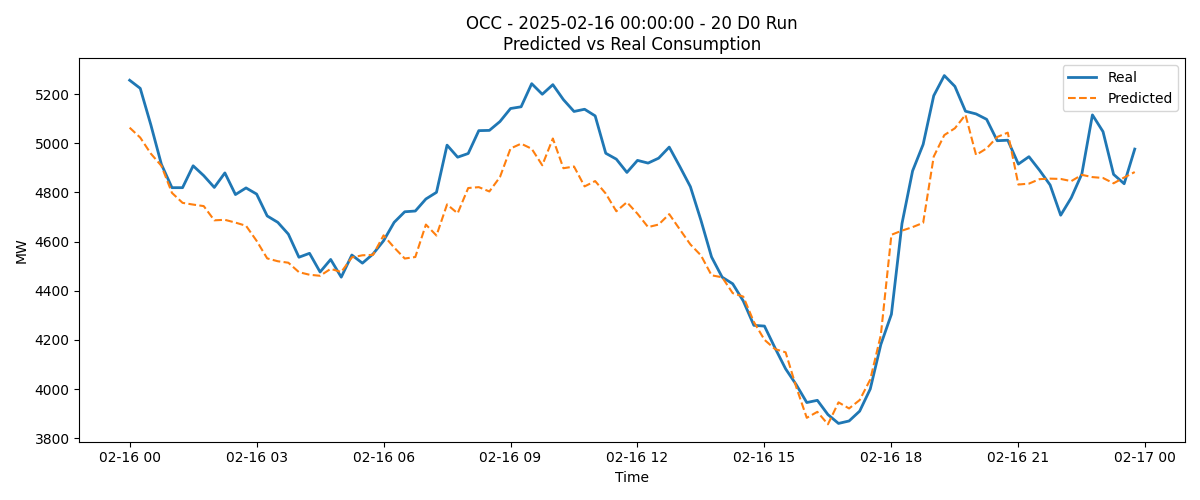 OCC - 2025-02-16 00:00:00 - 20 D0 Run
Predicted vs Real Consumption
Real
Predicted
MW
5200
5000
4800
4600
4400
4200
4000
3800
02-16 00
02-16 03
02-16 06
02-16 09
02-16 12
02-16 15
02-16 18
02-16 21
02-17 00
Time